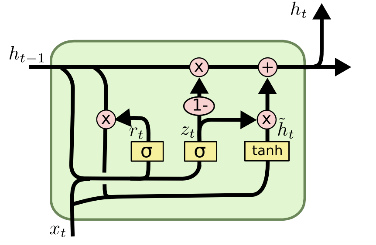 h_t
h_{t-1}
x +
1-
x x
r_t z_t h̃_t
σ σ tanh
x_t